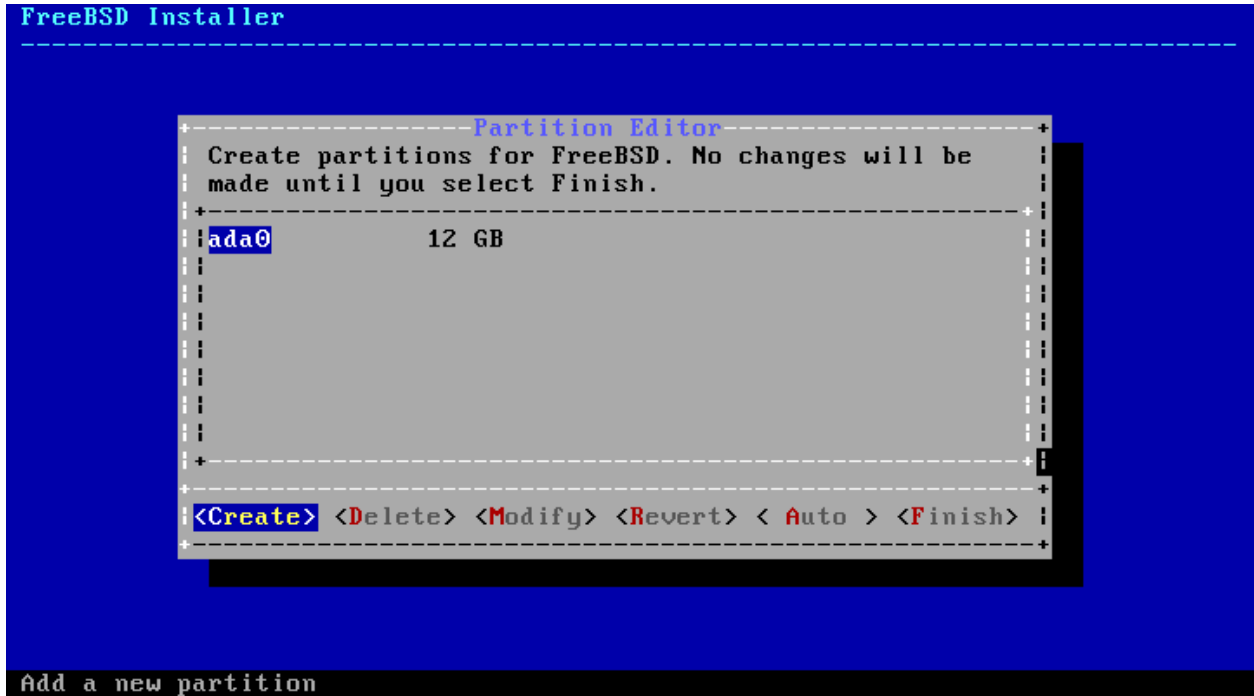 FreeBSD Installer
Partition Editor
Create partitions for FreeBSD. No changes will be
made until you select Finish.
ada0 12 GB
<Create> <Delete> <Modify> <Revert> < Auto > <Finish>
Add a new partition